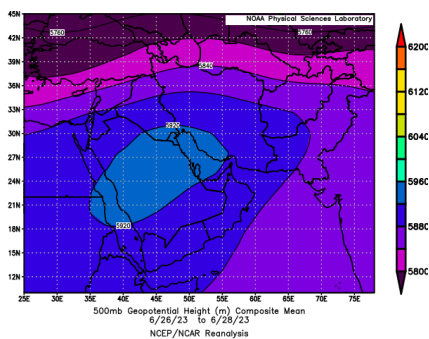 NOAA Physical Sciences Laboratory
45N
42N
39N
36N
33N
30N
27N
24N
21N
18N
15N
12N
5760
5760
5840
5920
5920
6200
6120
6040
5960
5880
5800
25E 30E 35E 40E 45E 50E 55E 60E 65E 70E 75E
500mb Geopotential Height (m) Composite Mean
6/26/23 to 6/28/23
NCEP/NCAR Reanalysis